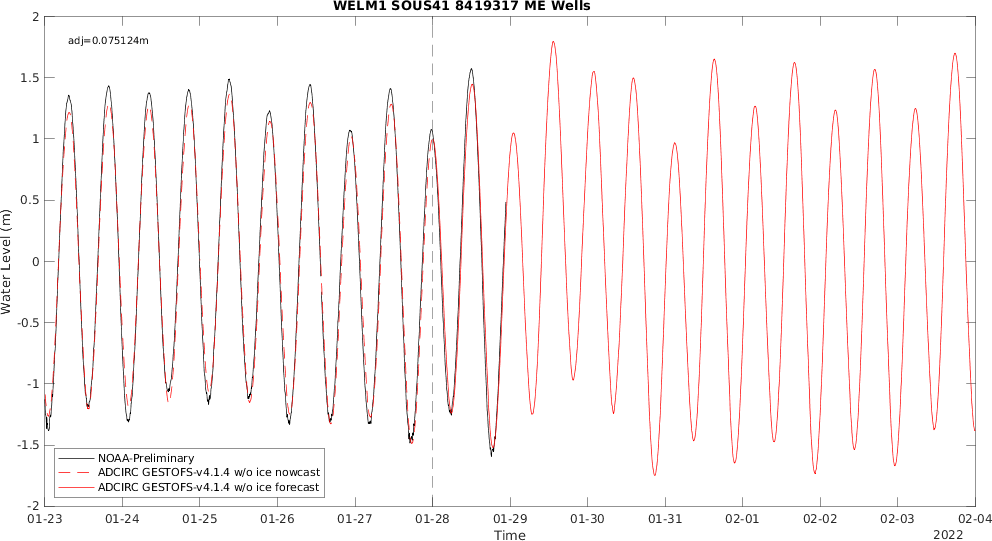 WELM1 SOUS41 8419317 ME Wells
adj=0.075124m
2
1.5
1
0.5
0
-0.5
-1
-1.5
-2
Water Level (m)
NOAA-Preliminary
ADCIRC GESTOFS-v4.1.4 w/o ice nowcast
ADCIRC GESTOFS-v4.1.4 w/o ice forecast
01-23 01-24 01-25 01-26 01-27 01-28 01-29 01-30 01-31 02-01 02-02 02-03 02-04
Time
2022